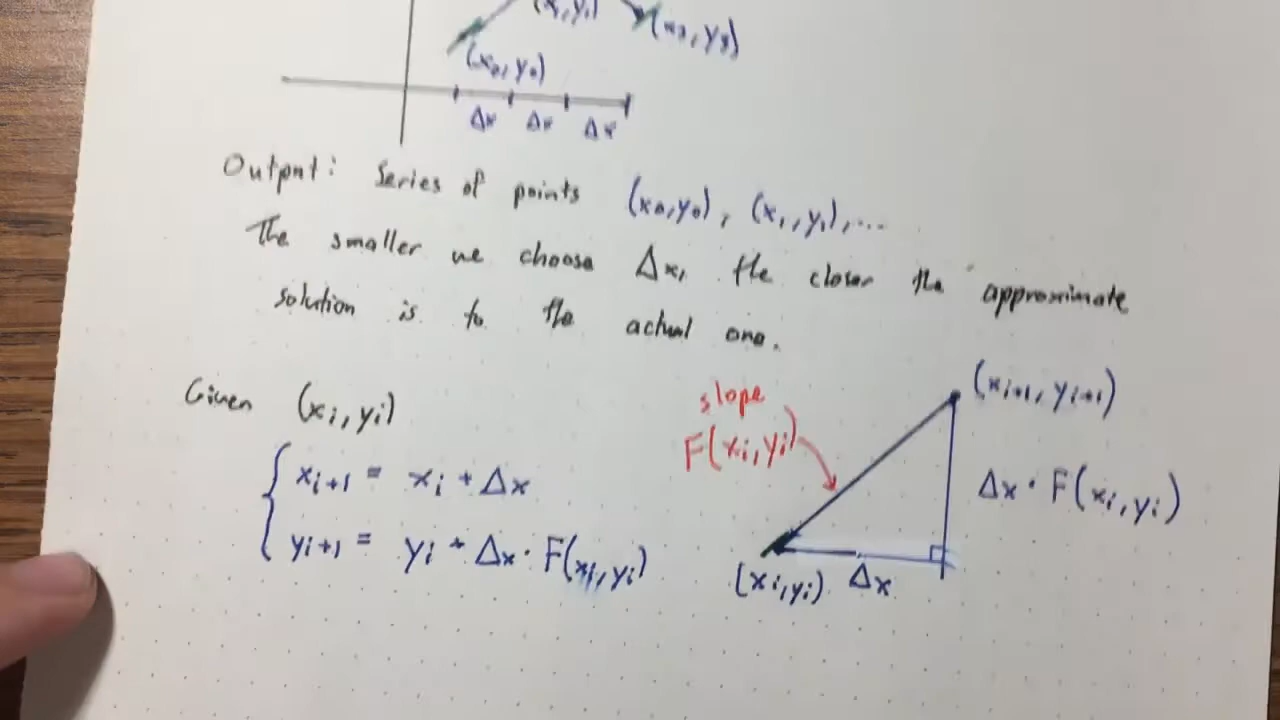 (x₁, y₁)
(x₃, y₃)
(x₀, y₀)
Δx Δx Δx
Output: Series of points (x₀, y₀), (x₁, y₁), ...
The smaller we choose Δx, the closer the approximate
solution is to the actual one.
Given (xᵢ, yᵢ)
xᵢ₊₁ = xᵢ + Δx
yᵢ₊₁ = yᵢ + Δx · F(xᵢ, yᵢ)
slope
F(xᵢ, yᵢ)
(xᵢ₊₁, yᵢ₊₁)
Δx · F(xᵢ, yᵢ)
(xᵢ, yᵢ) Δx